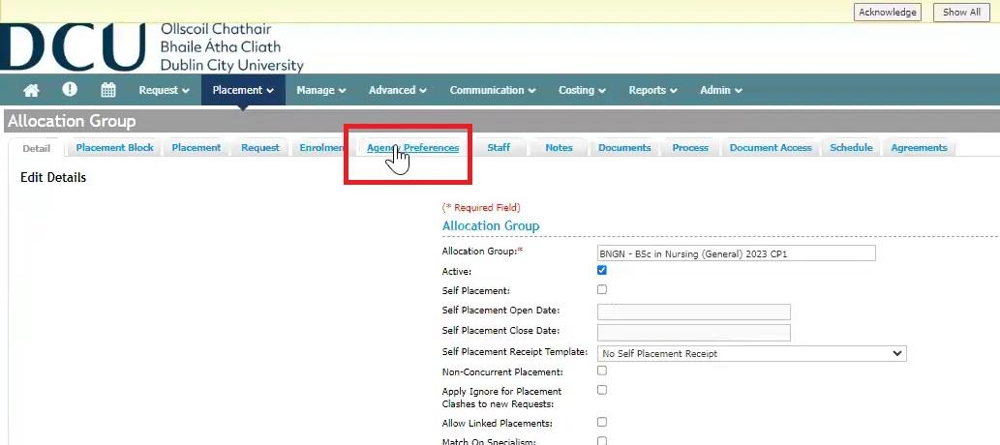 Acknowledge Show All
DCU
Ollscoil Chathair
Bhaile Átha Cliath
Dublin City University
Request Placement Manage Advanced Communication Costing Reports Admin
Allocation Group
Detail Placement Block Placement Request Enrolmen Agency Preferences Staff Notes Documents Process Document Access Schedule Agreements
Edit Details
(* Required Field)
Allocation Group
Allocation Group:* BNGN - BSc in Nursing (General) 2023 CP1
Active:
Self Placement:
Self Placement Open Date:
Self Placement Close Date:
Self Placement Receipt Template: No Self Placement Receipt
Non-Concurrent Placement:
Apply Ignore for Placement
Clashes to new Requests:
Allow Linked Placements:
Match On Specialism: